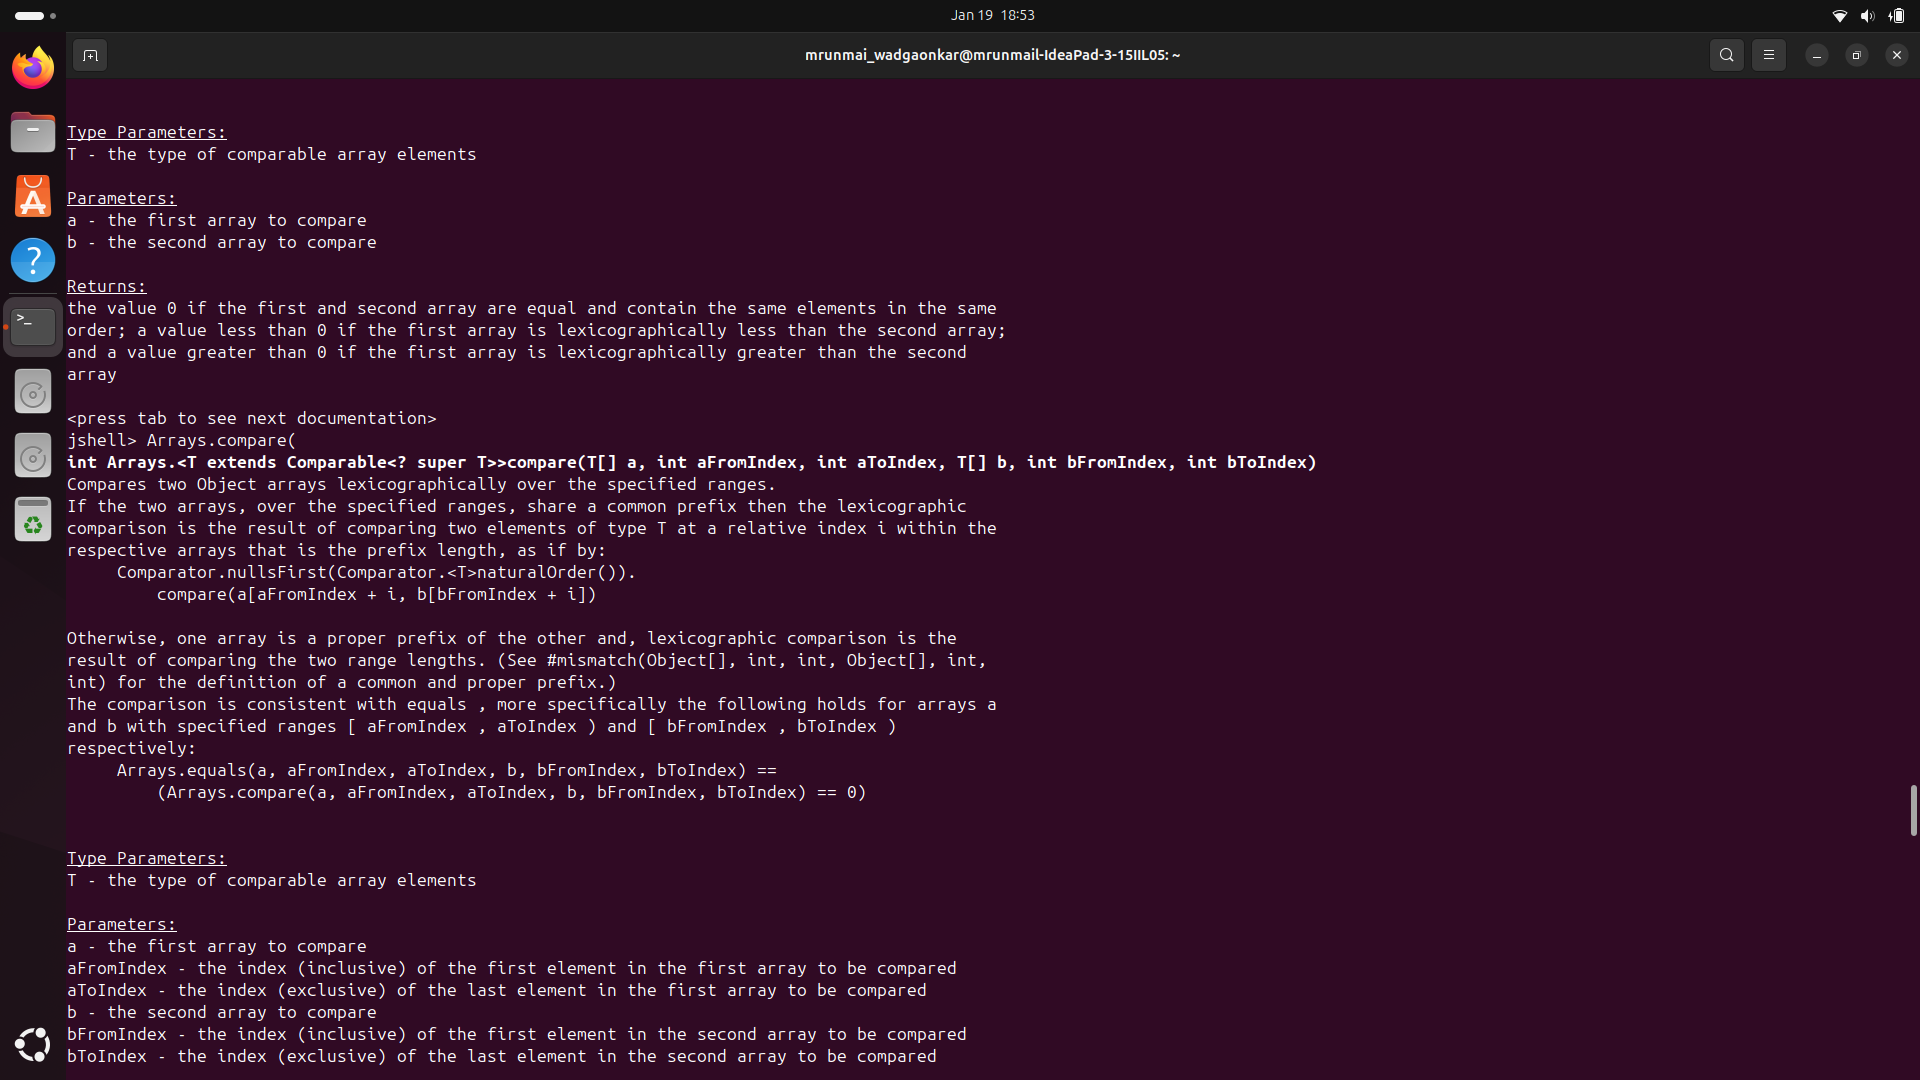 Jan 19 18:53
mrunmai_wadgaonkar@mrunmail-IdeaPad-3-15IIL05: ~
Type Parameters:
T - the type of comparable array elements
Parameters:
a - the first array to compare
b - the second array to compare
Returns:
the value 0 if the first and second array are equal and contain the same elements in the same
order; a value less than 0 if the first array is lexicographically less than the second array;
and a value greater than 0 if the first array is lexicographically greater than the second
array
<press tab to see next documentation>
jshell> Arrays.compare(
int Arrays.<T extends Comparable<? super T>>compare(T[] a, int aFromIndex, int aToIndex, T[] b, int bFromIndex, int bToIndex)
Compares two Object arrays lexicographically over the specified ranges.
If the two arrays, over the specified ranges, share a common prefix then the lexicographic
comparison is the result of comparing two elements of type T at a relative index i within the
respective arrays that is the prefix length, as if by:
     Comparator.nullsFirst(Comparator.<T>naturalOrder()).
         compare(a[aFromIndex + i, b[bFromIndex + i])
Otherwise, one array is a proper prefix of the other and, lexicographic comparison is the
result of comparing the two range lengths. (See #mismatch(Object[], int, int, Object[], int,
int) for the definition of a common and proper prefix.)
The comparison is consistent with equals , more specifically the following holds for arrays a
and b with specified ranges [ aFromIndex , aToIndex ) and [ bFromIndex , bToIndex )
respectively:
     Arrays.equals(a, aFromIndex, aToIndex, b, bFromIndex, bToIndex) ==
         (Arrays.compare(a, aFromIndex, aToIndex, b, bFromIndex, bToIndex) == 0)
Type Parameters:
T - the type of comparable array elements
Parameters:
a - the first array to compare
aFromIndex - the index (inclusive) of the first element in the first array to be compared
aToIndex - the index (exclusive) of the last element in the first array to be compared
b - the second array to compare
bFromIndex - the index (inclusive) of the first element in the second array to be compared
bToIndex - the index (exclusive) of the last element in the second array to be compared